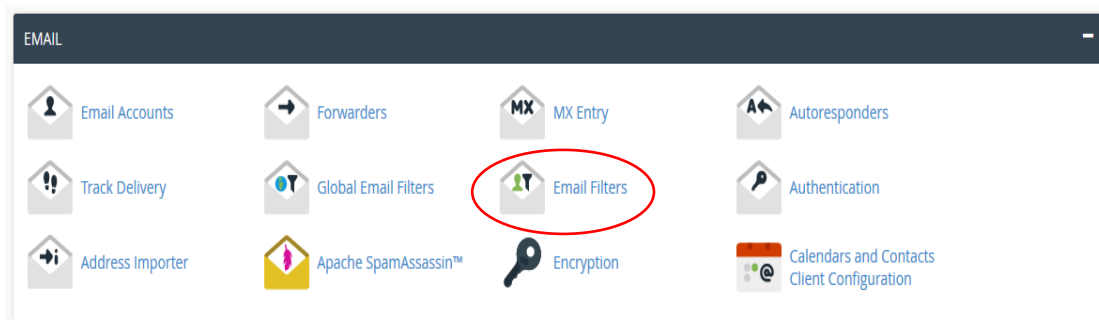 EMAIL
Email Accounts
Forwarders
MX
MX Entry
A
Autoresponders
Track Delivery
Global Email Filters
Email Filters
Authentication
Address Importer
Apache SpamAssassin™
Encryption
@
Calendars and Contacts
Client Configuration